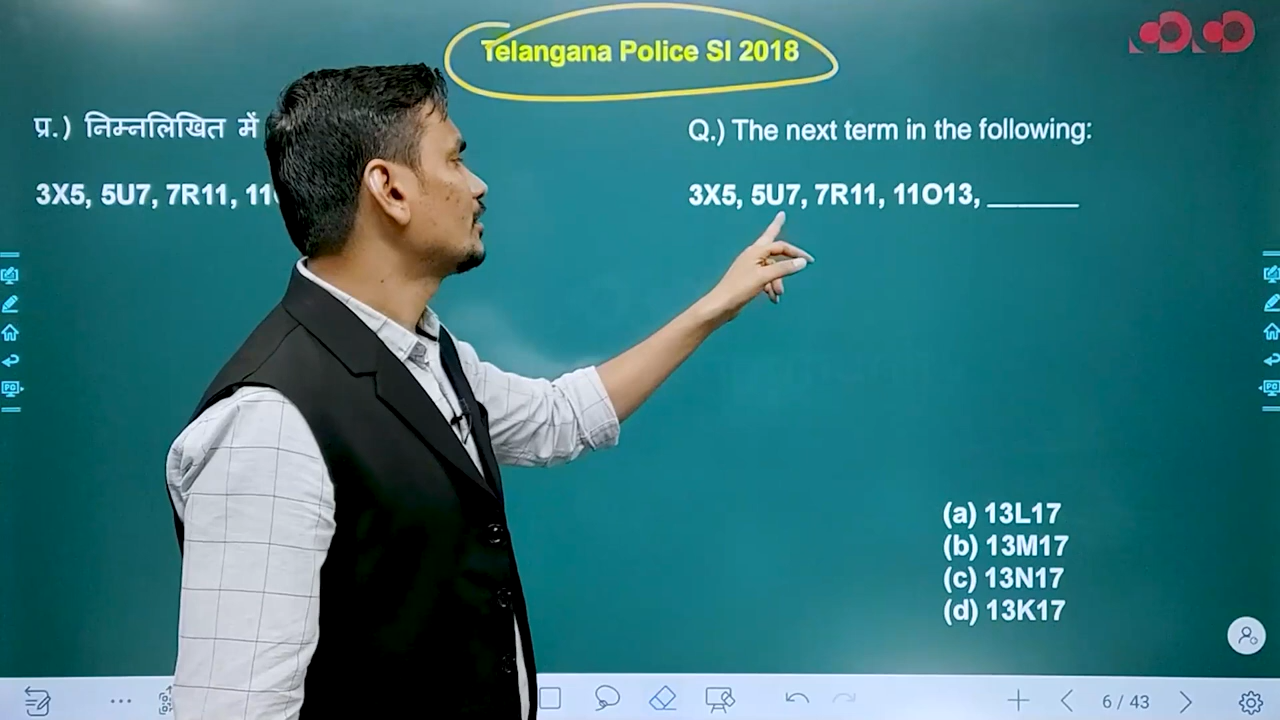 Telangana Police SI 2018
प्र.) निम्नलिखित में
3X5, 5U7, 7R11, 11
Q.) The next term in the following:
3X5, 5U7, 7R11, 11O13, ______
(a) 13L17
(b) 13M17
(c) 13N17
(d) 13K17
6 / 43